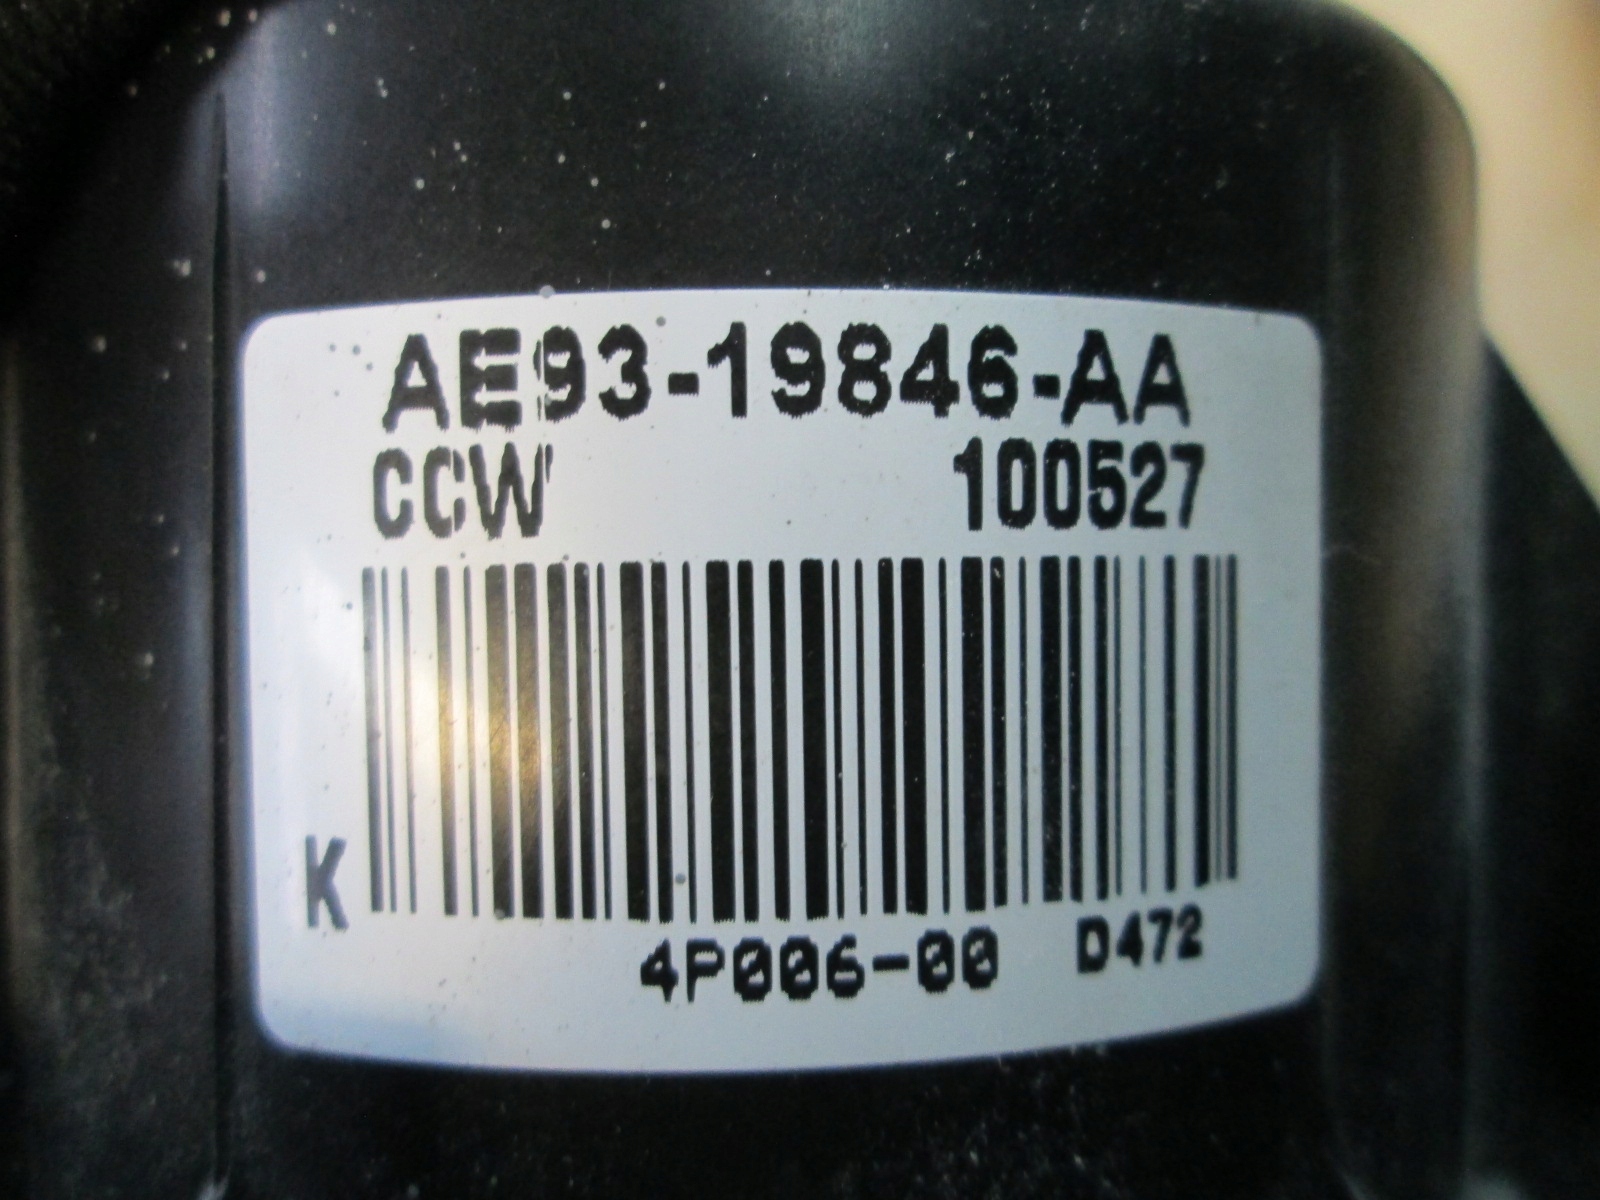 AE93-19846-AA
CCW 100527
K
4P006-00 D472